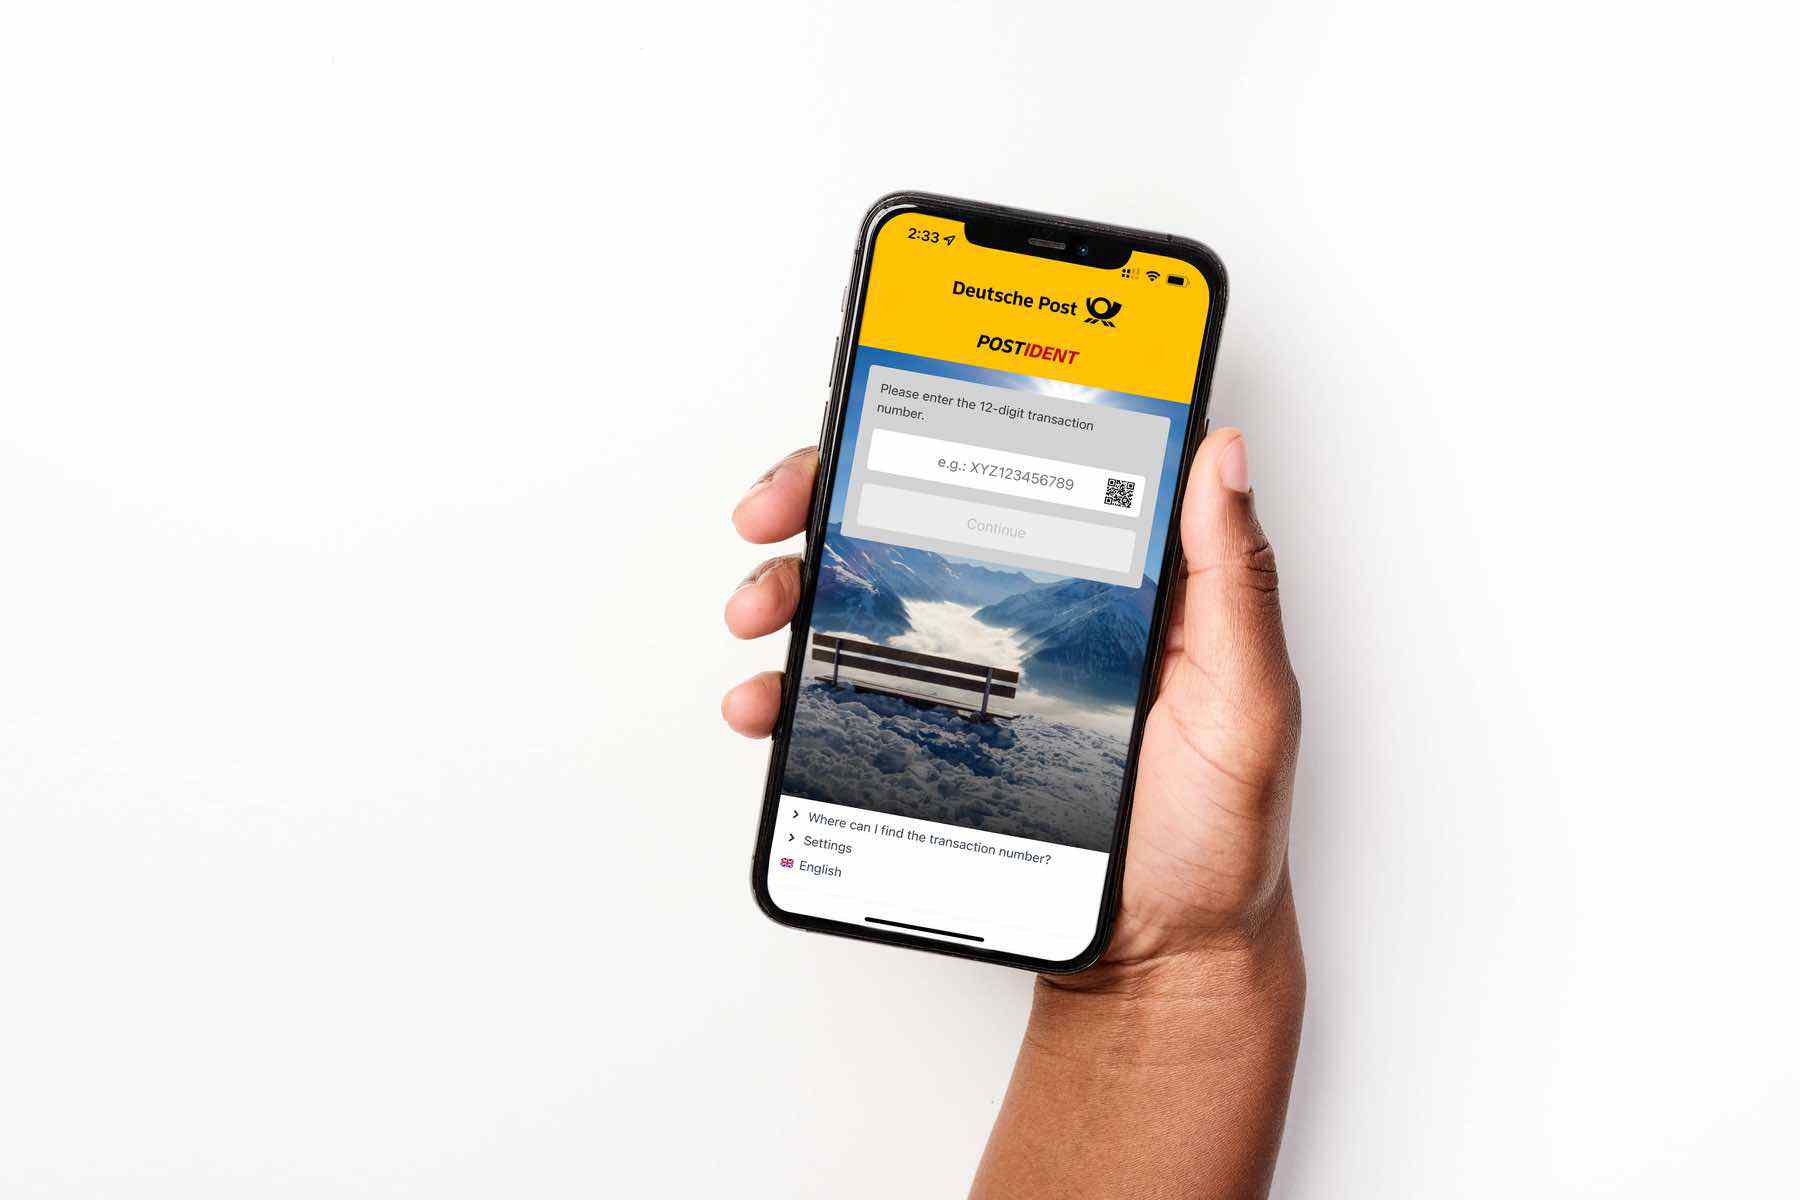 2:33
Deutsche Post
POSTIDENT
Please enter the 12-digit transaction
number.
e.g.: XYZ123456789
Continue
Where can I find the transaction number?
Settings
English